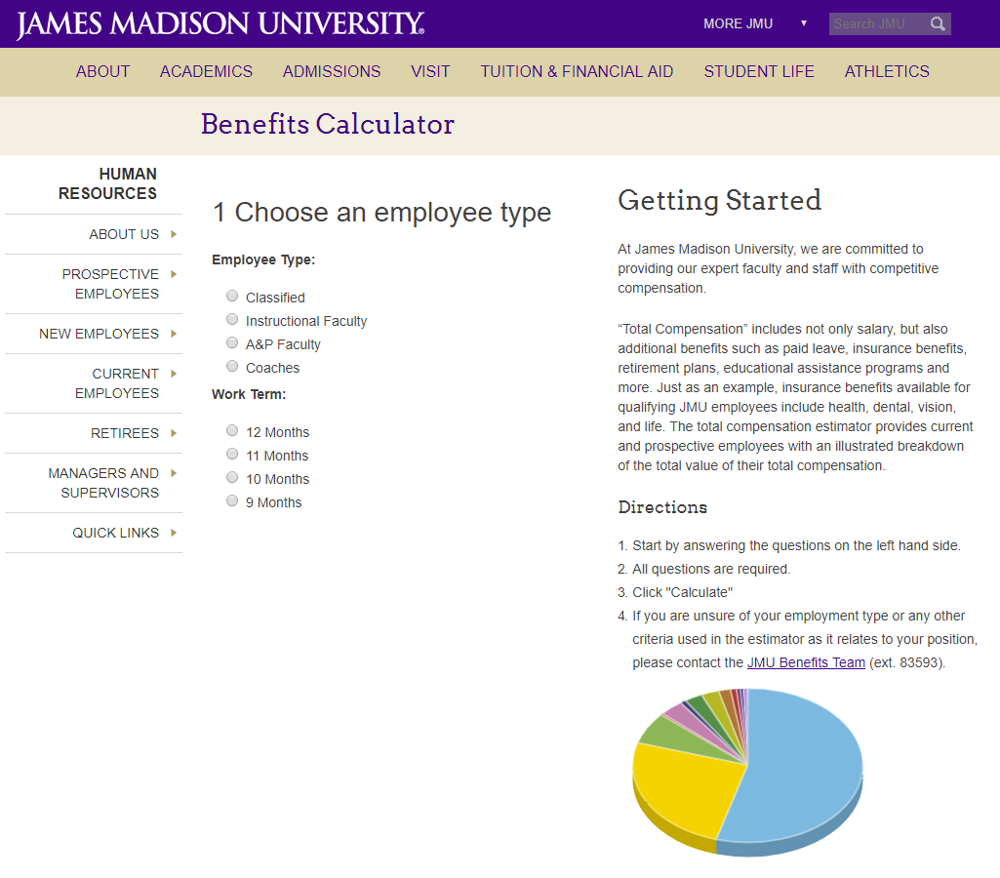 JAMES MADISON UNIVERSITY®
MORE JMU ▼
Search JMU
ABOUT ACADEMICS ADMISSIONS VISIT TUITION & FINANCIAL AID STUDENT LIFE ATHLETICS
Benefits Calculator
HUMAN
RESOURCES
ABOUT US
PROSPECTIVE
EMPLOYEES
NEW EMPLOYEES
CURRENT
EMPLOYEES
RETIREES
MANAGERS AND
SUPERVISORS
QUICK LINKS
1 Choose an employee type
Employee Type:
Classified
Instructional Faculty
A&P Faculty
Coaches
Work Term:
12 Months
11 Months
10 Months
9 Months
Getting Started
At James Madison University, we are committed to
providing our expert faculty and staff with competitive
compensation.
“Total Compensation” includes not only salary, but also
additional benefits such as paid leave, insurance benefits,
retirement plans, educational assistance programs and
more. Just as an example, insurance benefits available for
qualifying JMU employees include health, dental, vision,
and life. The total compensation estimator provides current
and prospective employees with an illustrated breakdown
of the total value of their total compensation.
Directions
1. Start by answering the questions on the left hand side.
2. All questions are required.
3. Click "Calculate"
4. If you are unsure of your employment type or any other
criteria used in the estimator as it relates to your position,
please contact the JMU Benefits Team (ext. 83593).